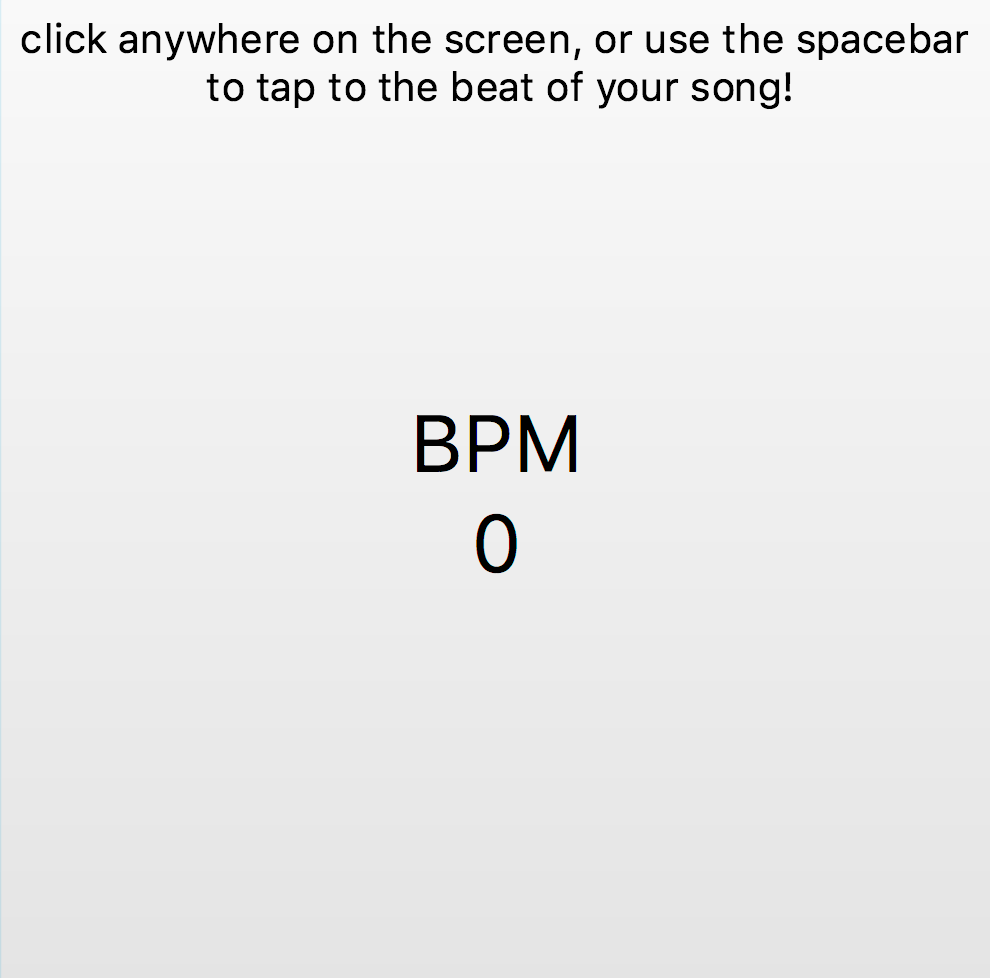 click anywhere on the screen, or use the spacebar
to tap to the beat of your song!
BPM
0